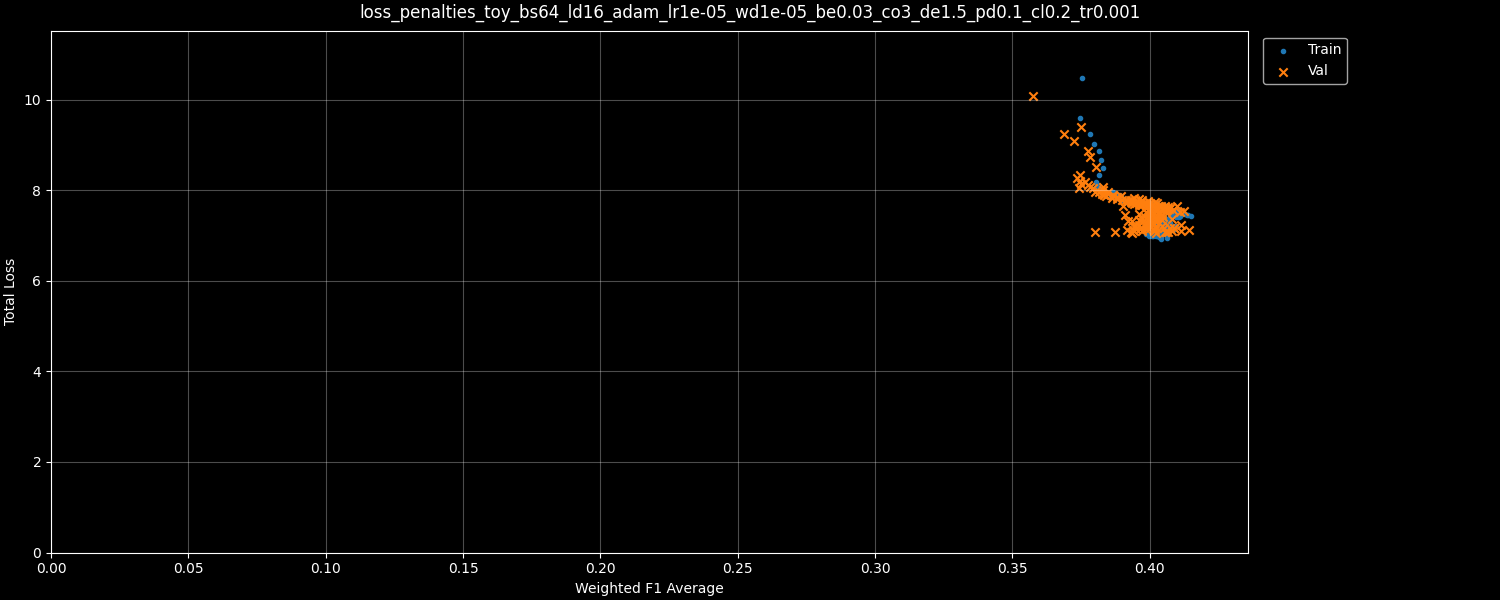 loss_penalties_toy_bs64_ld16_adam_lr1e-05_wd1e-05_be0.03_co3_de1.5_pd0.1_cl0.2_tr0.001
Train
Val
10
8
6
4
2
0
Total Loss
0.00 0.05 0.10 0.15 0.20 0.25 0.30 0.35 0.40
Weighted F1 Average